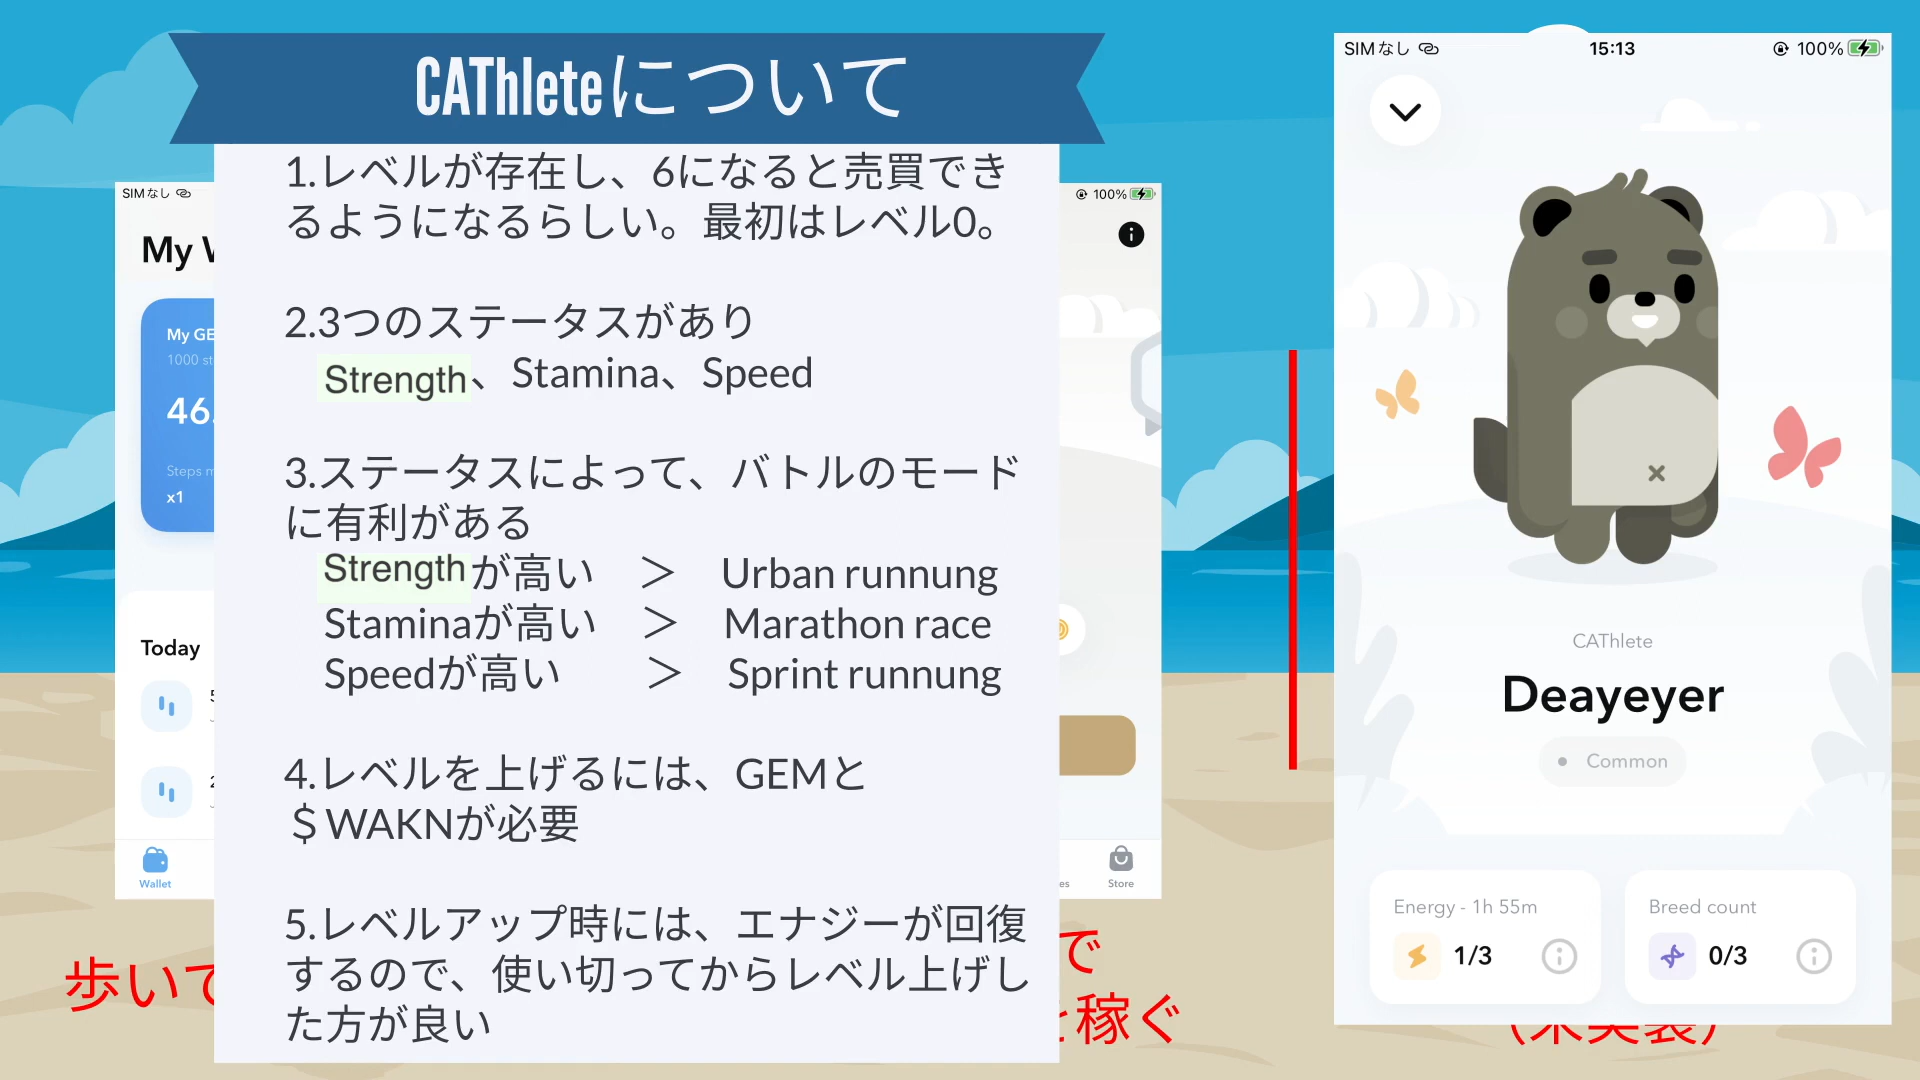 CAThleteについて
1.レベルが存在し、6になると売買でき
るようになるらしい。最初はレベル0。
2.3つのステータスがあり
Strength、Stamina、Speed
3.ステータスによって、バトルのモード
に有利がある
Strengthが高い ＞ Urban runnung
Staminaが高い ＞ Marathon race
Speedが高い ＞ Sprint runnung
4.レベルを上げるには、GEMと
＄WAKNが必要
5.レベルアップ時には、エナジーが回復
するので、使い切ってからレベル上げし
た方が良い
SIMなし
My
My GE
1000 st
46.
Steps m
x1
Today
Wallet
100%
es
Store
歩いて
で
を稼ぐ
SIMなし 15:13 100%
CAThlete
Deayeyer
Common
Energy - 1h 55m
1/3
Breed count
0/3
(未実装)